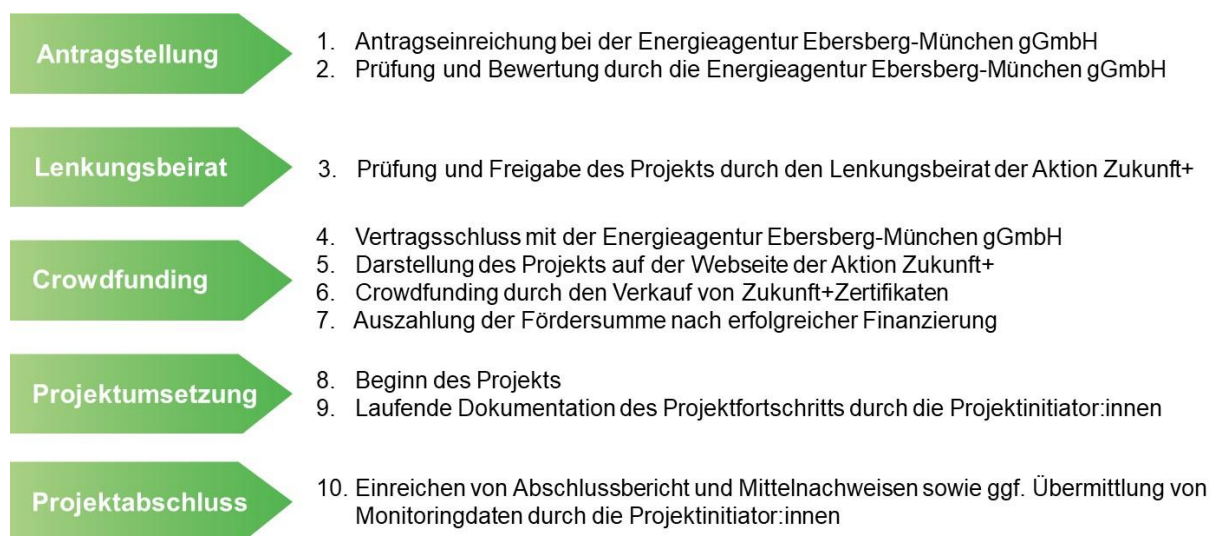 Antragstellung
1. Antragseinreichung bei der Energieagentur Ebersberg-München gGmbH
2. Prüfung und Bewertung durch die Energieagentur Ebersberg-München gGmbH
Lenkungsbeirat
3. Prüfung und Freigabe des Projekts durch den Lenkungsbeirat der Aktion Zukunft+
Crowdfunding
4. Vertragsschluss mit der Energieagentur Ebersberg-München gGmbH
5. Darstellung des Projekts auf der Webseite der Aktion Zukunft+
6. Crowdfunding durch den Verkauf von Zukunft+Zertifikaten
7. Auszahlung der Fördersumme nach erfolgreicher Finanzierung
Projektumsetzung
8. Beginn des Projekts
9. Laufende Dokumentation des Projektfortschritts durch die Projektinitiator:innen
Projektabschluss
10. Einreichen von Abschlussbericht und Mittelnachweisen sowie ggf. Übermittlung von
Monitoringdaten durch die Projektinitiator:innen